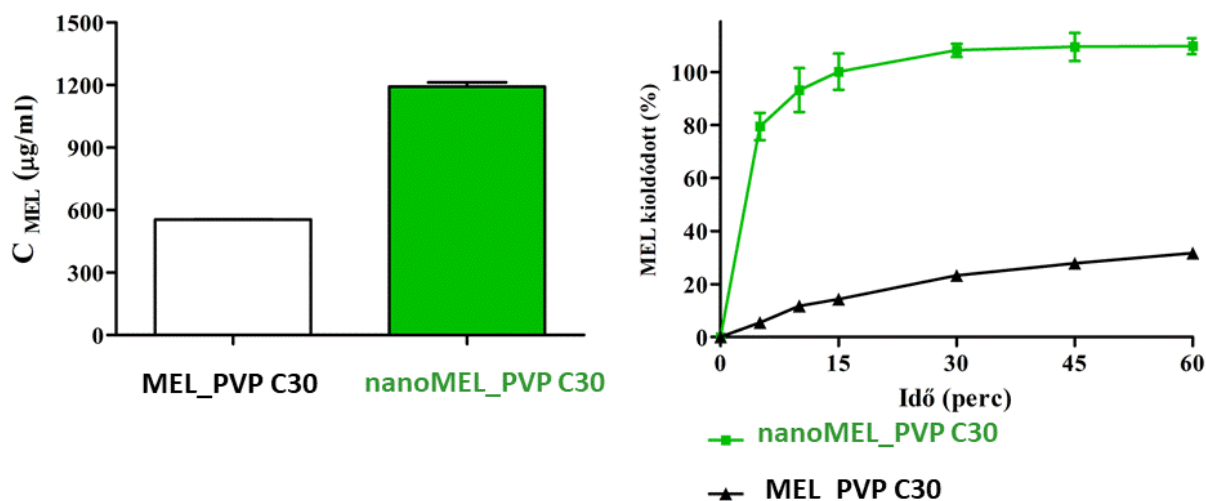 C MEL (µg/ml)
1500
1200
900
600
300
0
MEL_PVP C30
nanoMEL_PVP C30
MEL kioldódott (%)
100
80
60
40
20
0
0
15
30
45
60
Idő (perc)
nanoMEL_PVP C30
MEL_PVP C30